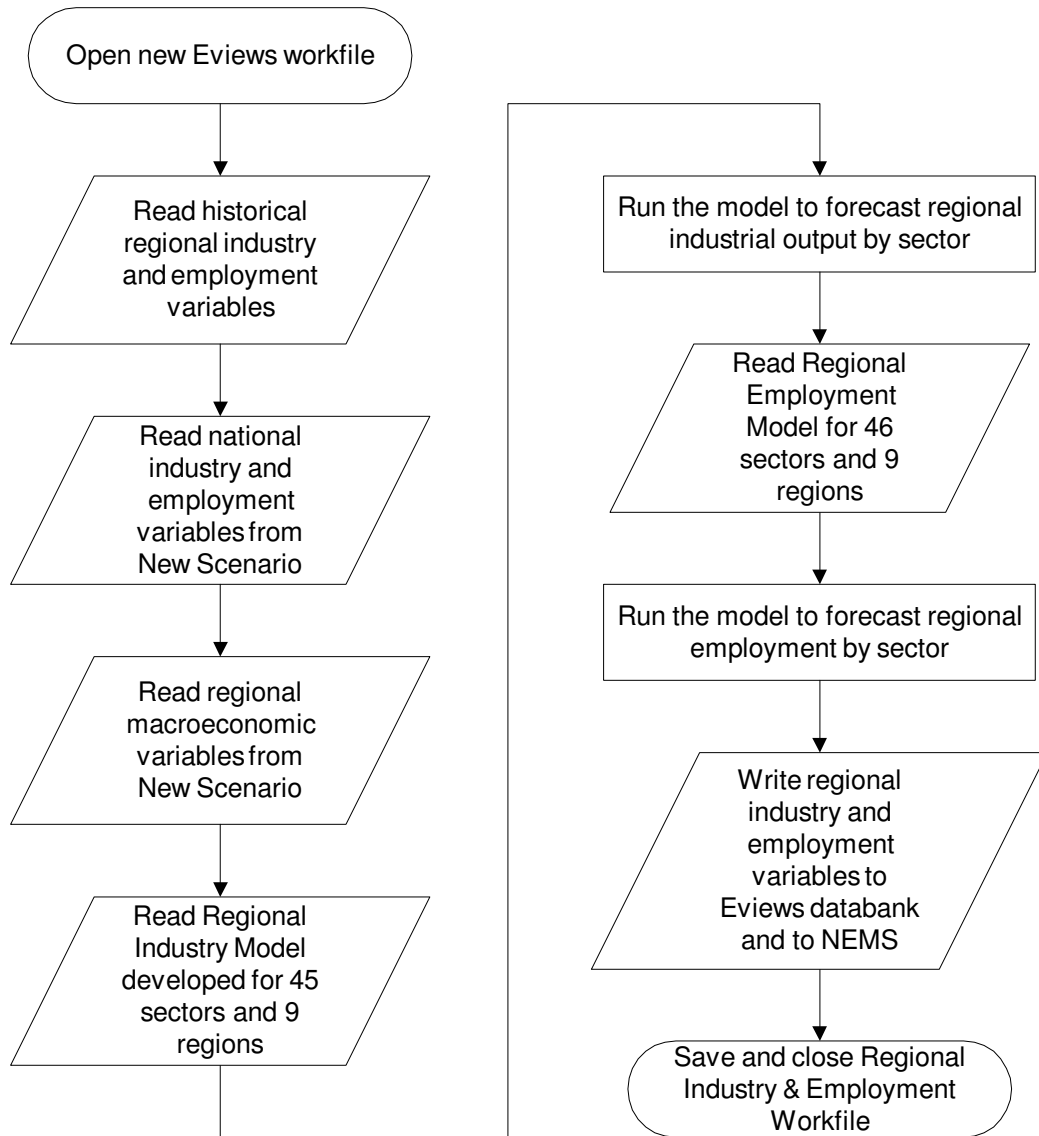 Open new Eviews workfile
Read historical
regional industry
and employment
variables
Read national
industry and
employment
variables from
New Scenario
Read regional
macroeconomic
variables from
New Scenario
Read Regional
Industry Model
developed for 45
sectors and 9
regions
Run the model to forecast regional
industrial output by sector
Read Regional
Employment
Model for 46
sectors and 9
regions
Run the model to forecast regional
employment by sector
Write regional
industry and
employment
variables to
Eviews databank
and to NEMS
Save and close Regional
Industry & Employment
Workfile